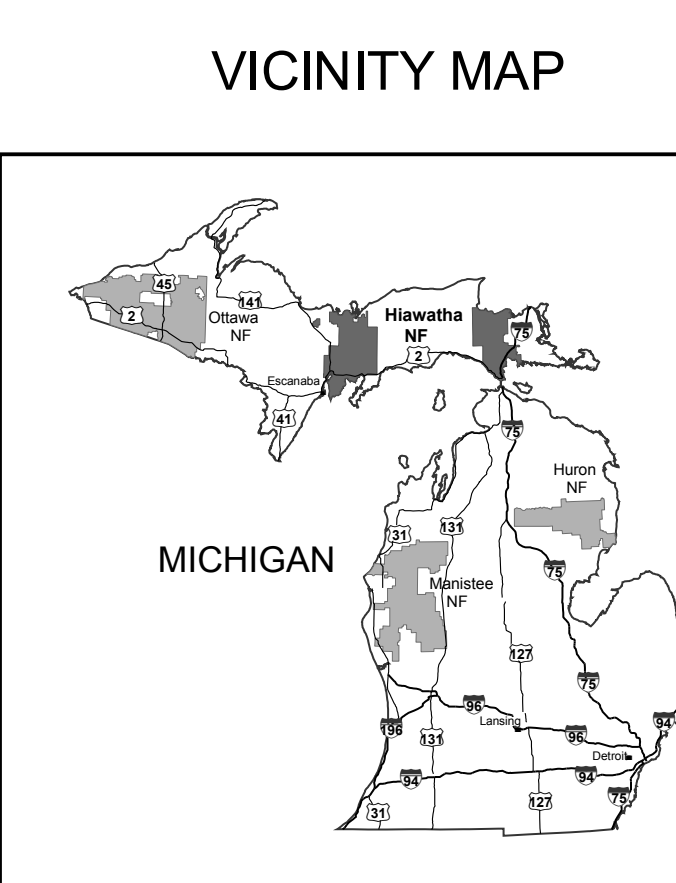 VICINITY MAP
45
141
2
Ottawa
NF
Hiawatha
NF
75
2
Escanaba
41
75
Huron
NF
31
131
MICHIGAN
75
Manistee
NF
127
75
96
Lansing
94
196
131
96
Detroit
94
94
75
127
31